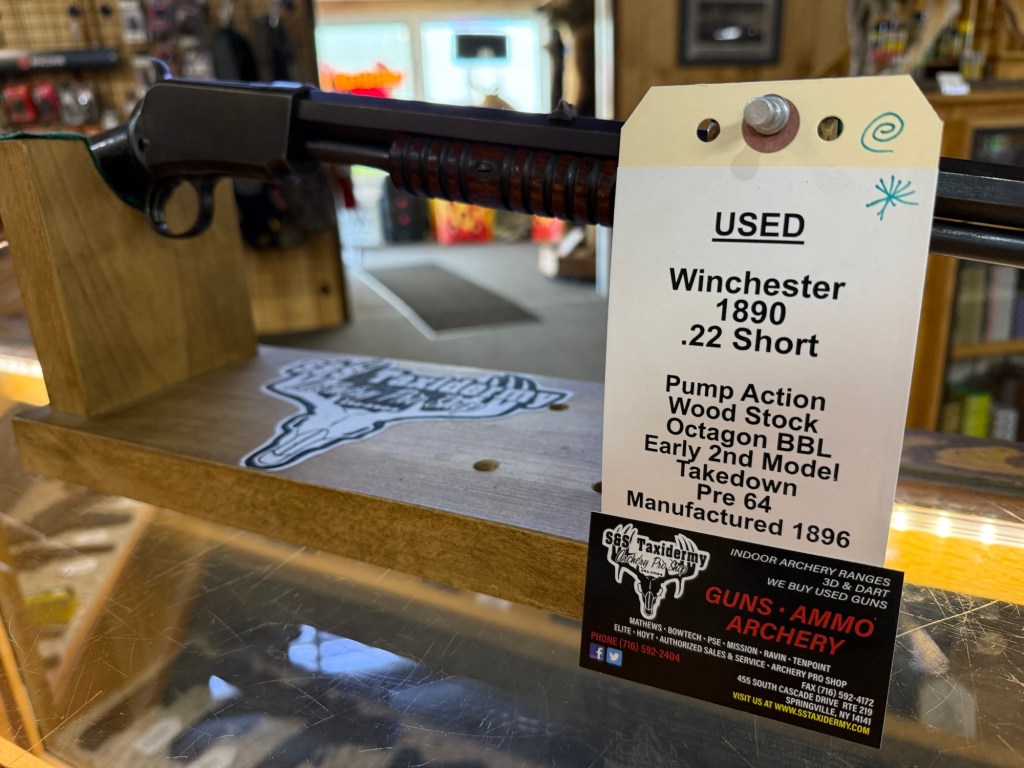 USED
Winchester
1890
.22 Short
Pump Action
Wood Stock
Octagon BBL
Early 2nd Model
Takedown
Pre 64
Manufactured 1896
S&S Taxidermy
Archery Pro Shop
INDOOR ARCHERY RANGES
3D & DART
WE BUY USED GUNS
GUNS · AMMO
ARCHERY
MATHEWS · BOWTECH · PSE · MISSION · RAVIN · TENPOINT
ELITE · HOYT · AUTHORIZED SALES & SERVICE · ARCHERY PRO SHOP
PHONE (716) 592-2404
FAX (716) 592-4172
455 SOUTH CASCADE DRIVE RTE 219
SPRINGVILLE, NY 14141
VISIT US AT WWW.SSTAXIDERMY.COM
S&S Taxidermy